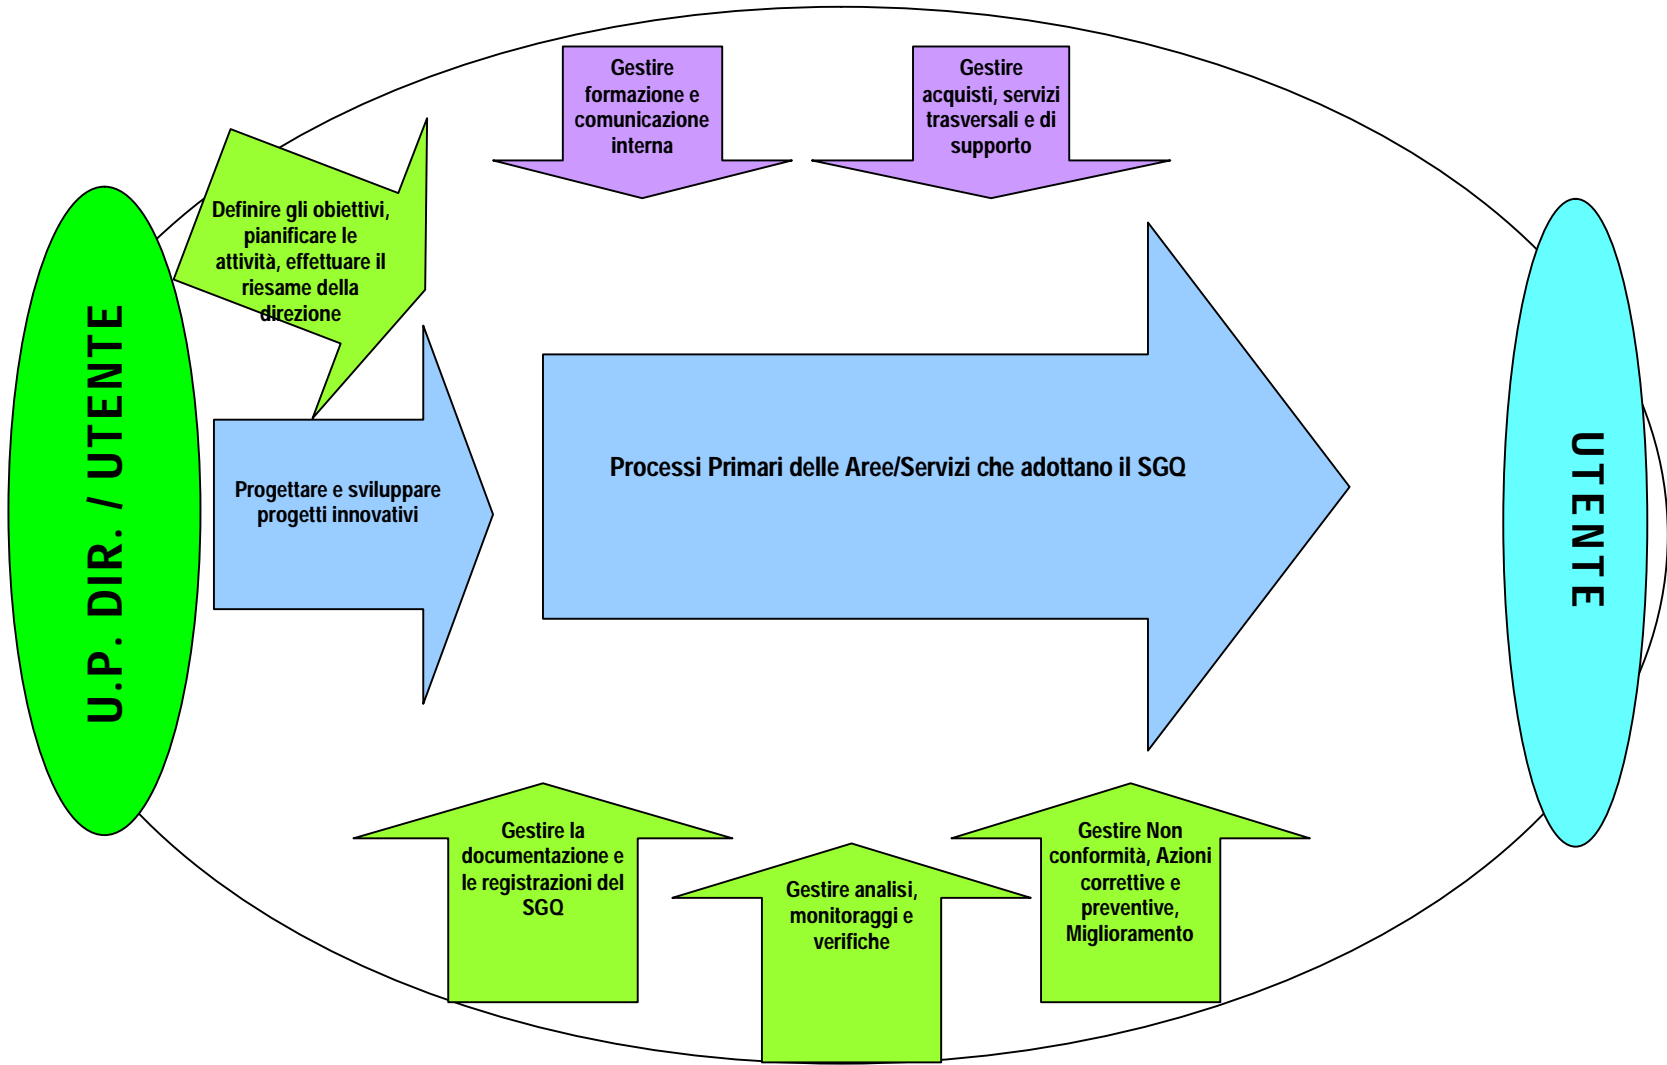 Gestire
formazione e
comunicazione
interna
Gestire
acquisti, servizi
trasversali e di
supporto
Definire gli obiettivi,
pianificare le
attività, effettuare il
riesame della
direzione
U.P. DIR. / UTENTE
Progettare e sviluppare
progetti innovativi
Processi Primari delle Aree/Servizi che adottano il SGQ
UTENTE
Gestire la
documentazione e
le registrazioni del
SGQ
Gestire analisi,
monitoraggi e
verifiche
Gestire Non
conformità, Azioni
correttive e
preventive,
Miglioramento